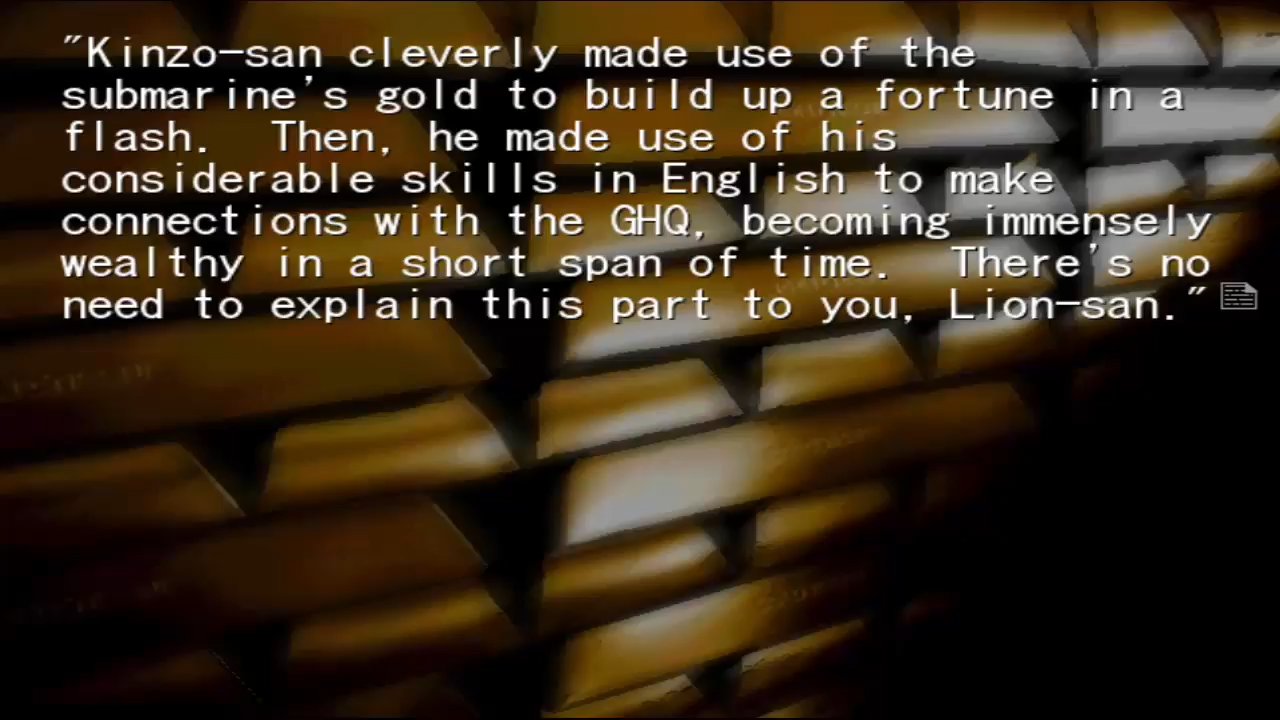 "Kinzo-san cleverly made use of the
submarine's gold to build up a fortune in a
flash.  Then, he made use of his
considerable skills in English to make
connections with the GHQ, becoming immensely
wealthy in a short span of time.  There's no
need to explain this part to you, Lion-san."